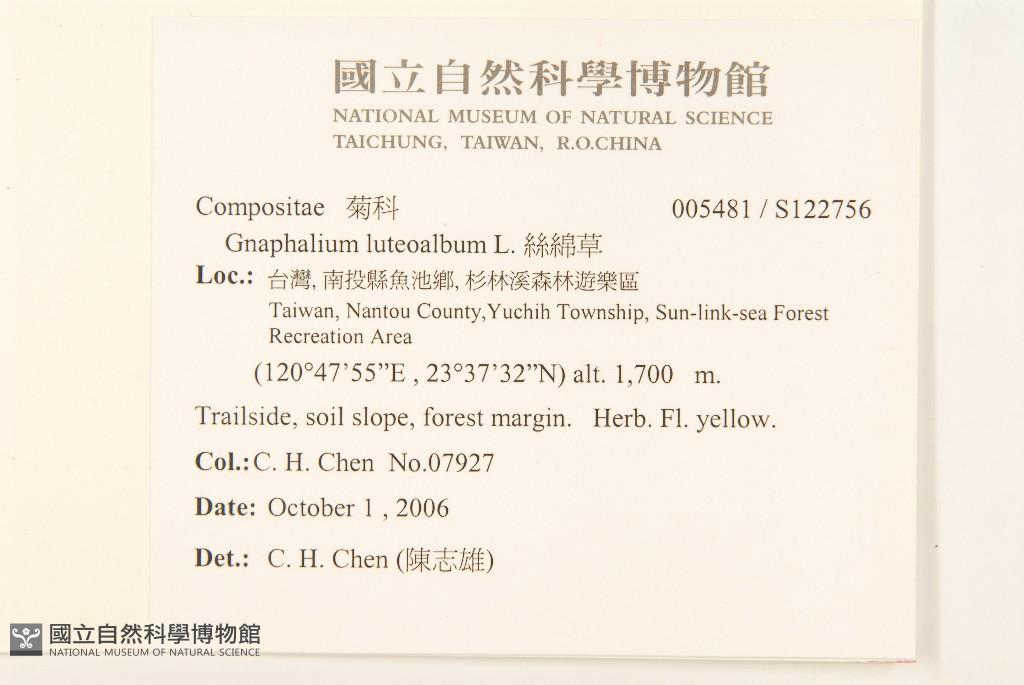 國立自然科學博物館
NATIONAL MUSEUM OF NATURAL SCIENCE
TAICHUNG, TAIWAN, R.O.CHINA
Compositae 菊科 005481 / S122756
Gnaphalium luteoalbum L. 絲綿草
Loc.: 台灣, 南投縣魚池鄉, 杉林溪森林遊樂區
Taiwan, Nantou County,Yuchih Township, Sun-link-sea Forest
Recreation Area
(120°47’55”E , 23°37’32”N) alt. 1,700 m.
Trailside, soil slope, forest margin. Herb. Fl. yellow.
Col.: C. H. Chen No.07927
Date: October 1 , 2006
Det.: C. H. Chen (陳志雄)
國立自然科學博物館
NATIONAL MUSEUM OF NATURAL SCIENCE